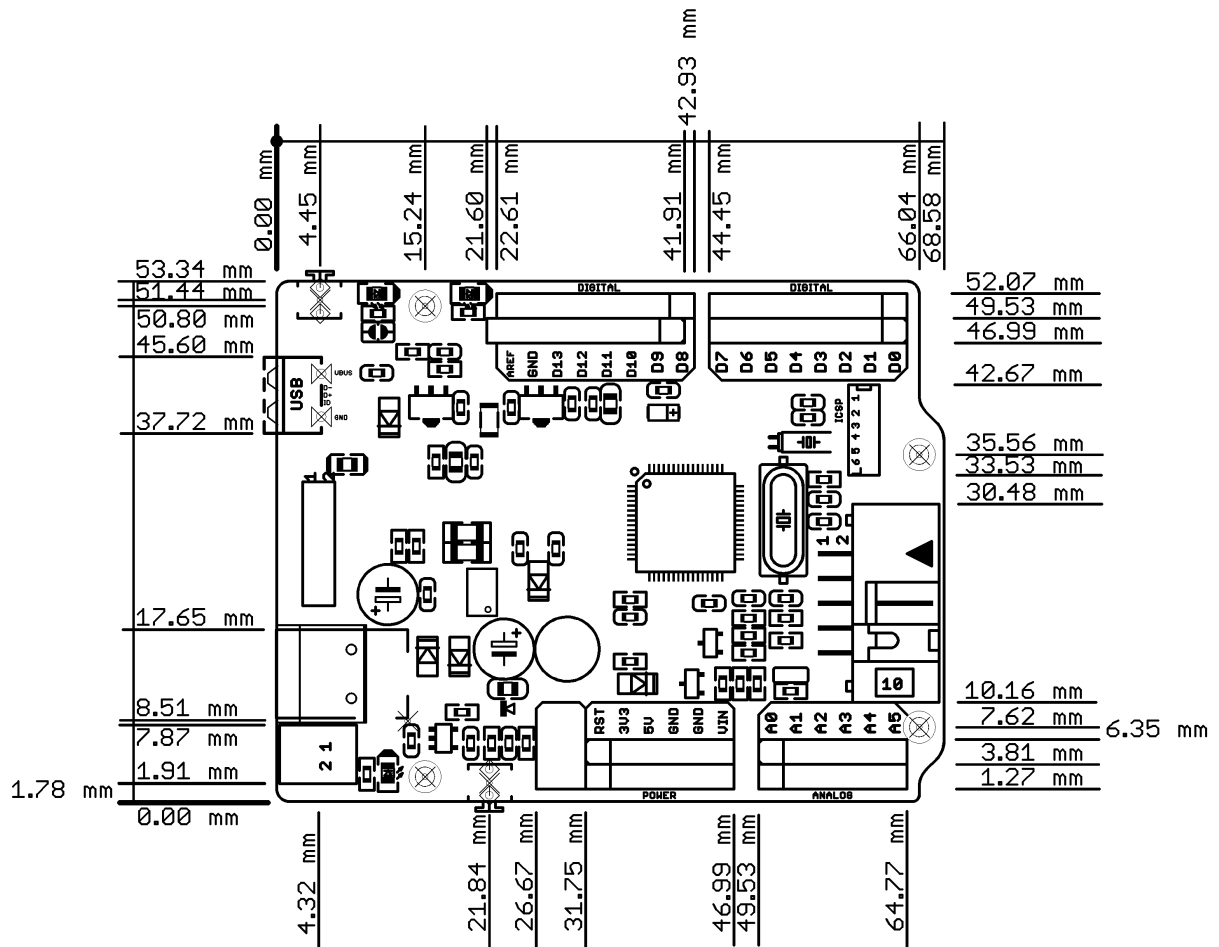 42.93 mm
0.00 mm
4.45 mm
15.24 mm
21.60 mm
22.61 mm
41.91 mm
44.45 mm
66.04 mm
68.58 mm
53.34 mm
51.44 mm
50.80 mm
45.60 mm
37.72 mm
17.65 mm
8.51 mm
7.87 mm
1.91 mm
1.78 mm
0.00 mm
DIGITAL
DIGITAL
AREF
GND
D13
D12
D11
D10
D9
D8
D7
D6
D5
D4
D3
D2
D1
D0
USB
VBUS
D-
D+
ID
GND
ICSP
6 5 4 3 2 1
1
2
1 2
+
+
+
10
2 1
RST
3V3
5V
GND
GND
VIN
A0
A1
A2
A3
A4
A5
POWER
ANALOG
52.07 mm
49.53 mm
46.99 mm
42.67 mm
35.56 mm
33.53 mm
30.48 mm
10.16 mm
7.62 mm
6.35 mm
3.81 mm
1.27 mm
4.32 mm
21.84 mm
26.67 mm
31.75 mm
46.99 mm
49.53 mm
64.77 mm